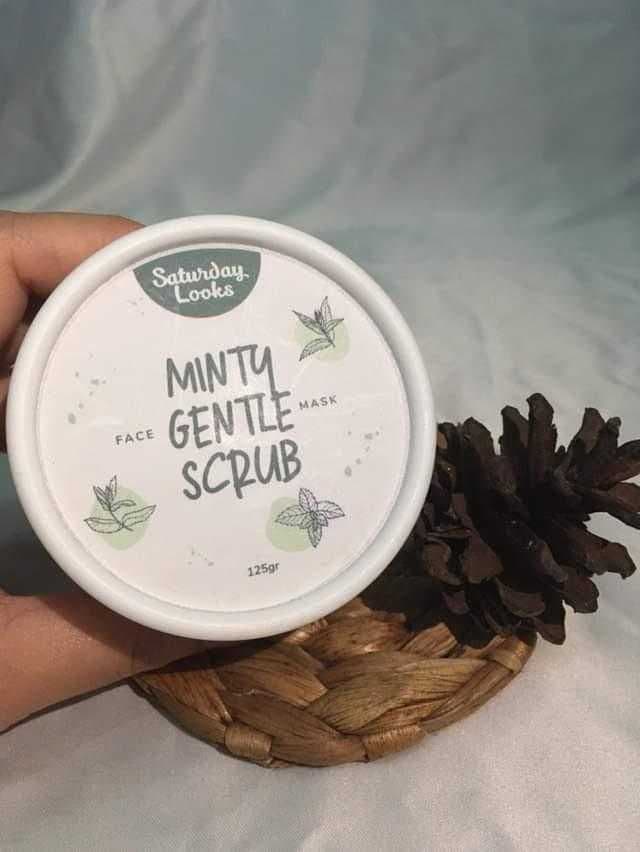 Saturday
Looks
MINTY
FACE GENTLE MASK
SCRUB
125gr